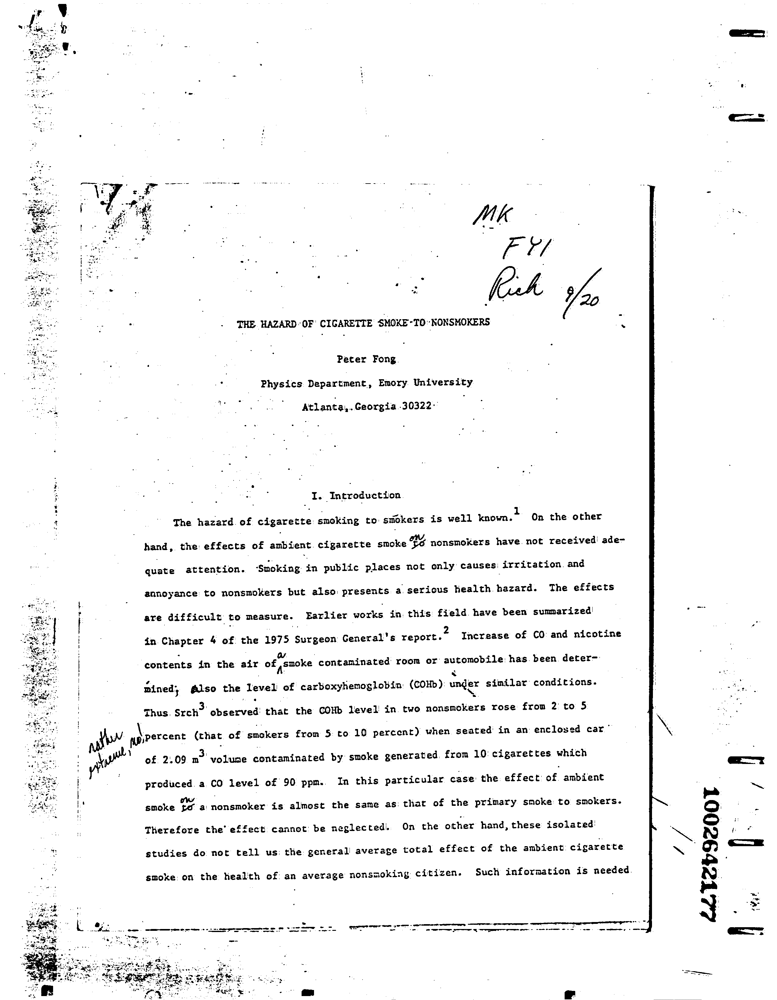 MK
FYI
Rich 9/20
THE HAZARD OF CIGARETTE SMOKE TO NONSMOKERS
Peter Fong
Physics Department, Emory University
Atlanta, Georgia 30322
I. Introduction
The hazard of cigarette smoking to smokers is well known.1 On the other
hand, the effects of ambient cigarette smoke to on nonsmokers have not received ade-
quate attention. Smoking in public places not only causes irritation and
annoyance to nonsmokers but also presents a serious health hazard. The effects
are difficult to measure. Earlier works in this field have been summarized
in Chapter 4 of the 1975 Surgeon General's report.2 Increase of CO and nicotine
contents in the air of a smoke contaminated room or automobile has been deter-
mined; Also the level of carboxyhemoglobin (COHb) under similar conditions.
Thus Srch3 observed that the COHb level in two nonsmokers rose from 2 to 5
rather extreme, no,
percent (that of smokers from 5 to 10 percent) when seated in an enclosed car
of 2.09 m3 volume contaminated by smoke generated from 10 cigarettes which
produced a CO level of 90 ppm. In this particular case the effect of ambient
smoke to on a nonsmoker is almost the same as that of the primary smoke to smokers.
Therefore the effect cannot be neglected. On the other hand, these isolated
studies do not tell us the general average total effect of the ambient cigarette
smoke on the health of an average nonsmoking citizen. Such information is needed
1002642177